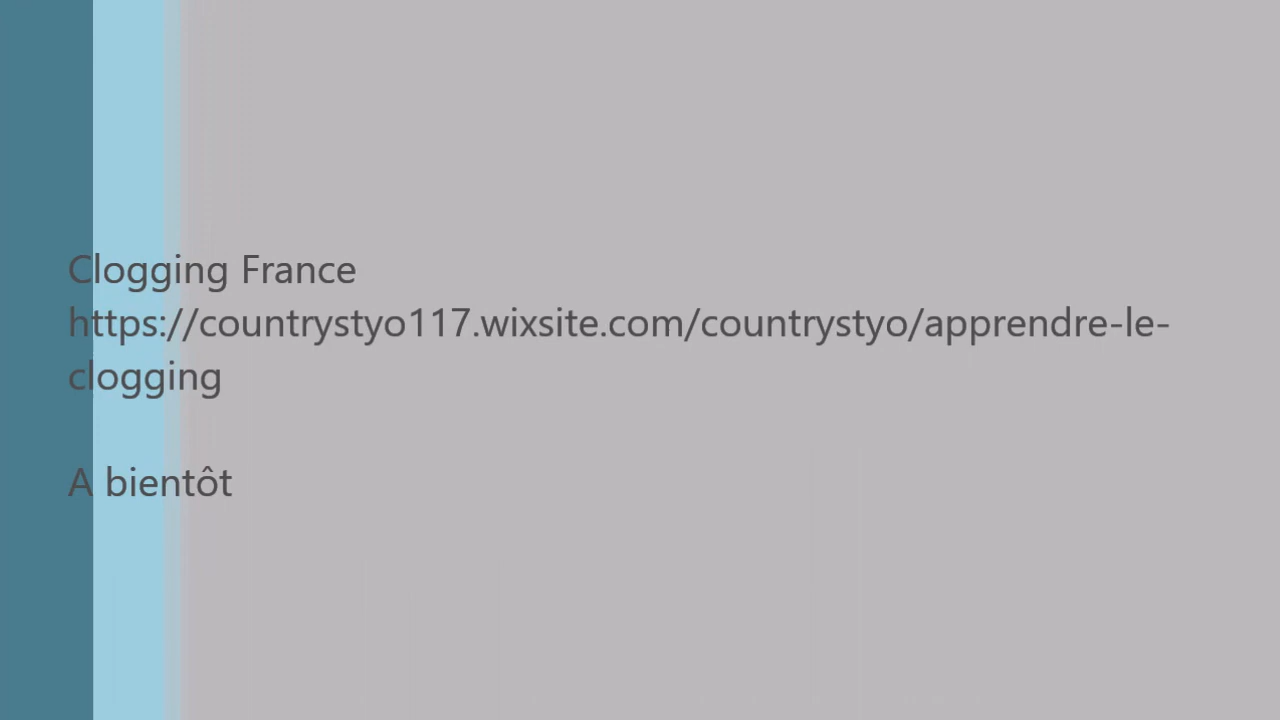 Clogging France
https://countrystyo117.wixsite.com/countrystyo/apprendre-le-
clogging
A bientôt